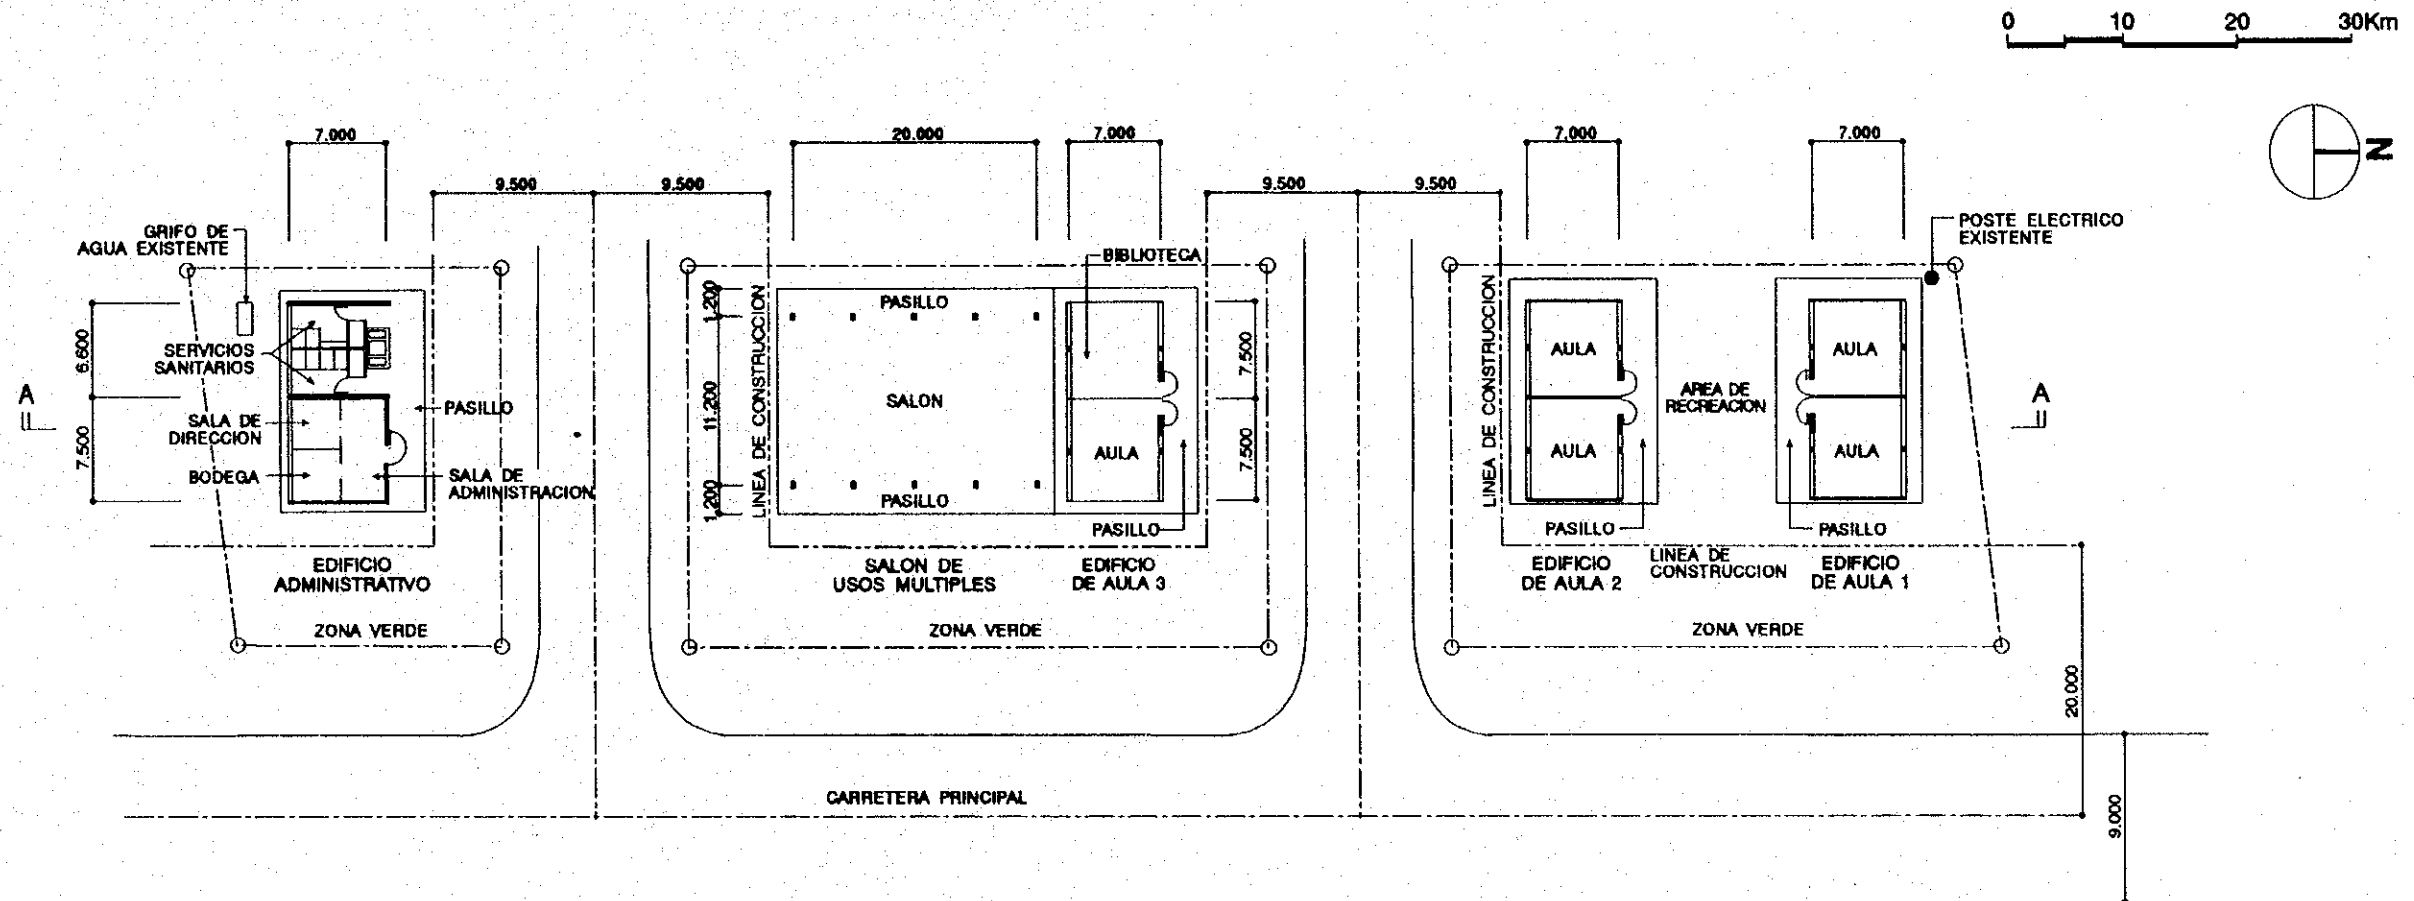 0 10 20 30Km
N
7.000 20.000 7.000 7.000 7.000
9.500 9.500 9.500 9.500
GRIFO DE
AGUA EXISTENTE
POSTE ELECTRICO
EXISTENTE
BIBLIOTECA
1.200
11.200
1.200
LINEA DE CONSTRUCCION
PASILLO
SALON
PASILLO
6.600
7.500
SERVICIOS
SANITARIOS
SALA DE
DIRECCION
BODEGA
PASILLO
SALA DE
ADMINISTRACION
AULA
PASILLO
7.500
7.500
LINEA DE CONSTRUCCION
AULA
AULA
AREA DE
RECREACION
AULA
AULA
PASILLO
PASILLO
A
A
LINEA DE
CONSTRUCCION
EDIFICIO
ADMINISTRATIVO
SALON DE
USOS MULTIPLES
EDIFICIO
DE AULA 3
EDIFICIO
DE AULA 2
EDIFICIO
DE AULA 1
ZONA VERDE
ZONA VERDE
ZONA VERDE
20.000
CARRETERA PRINCIPAL
9.000